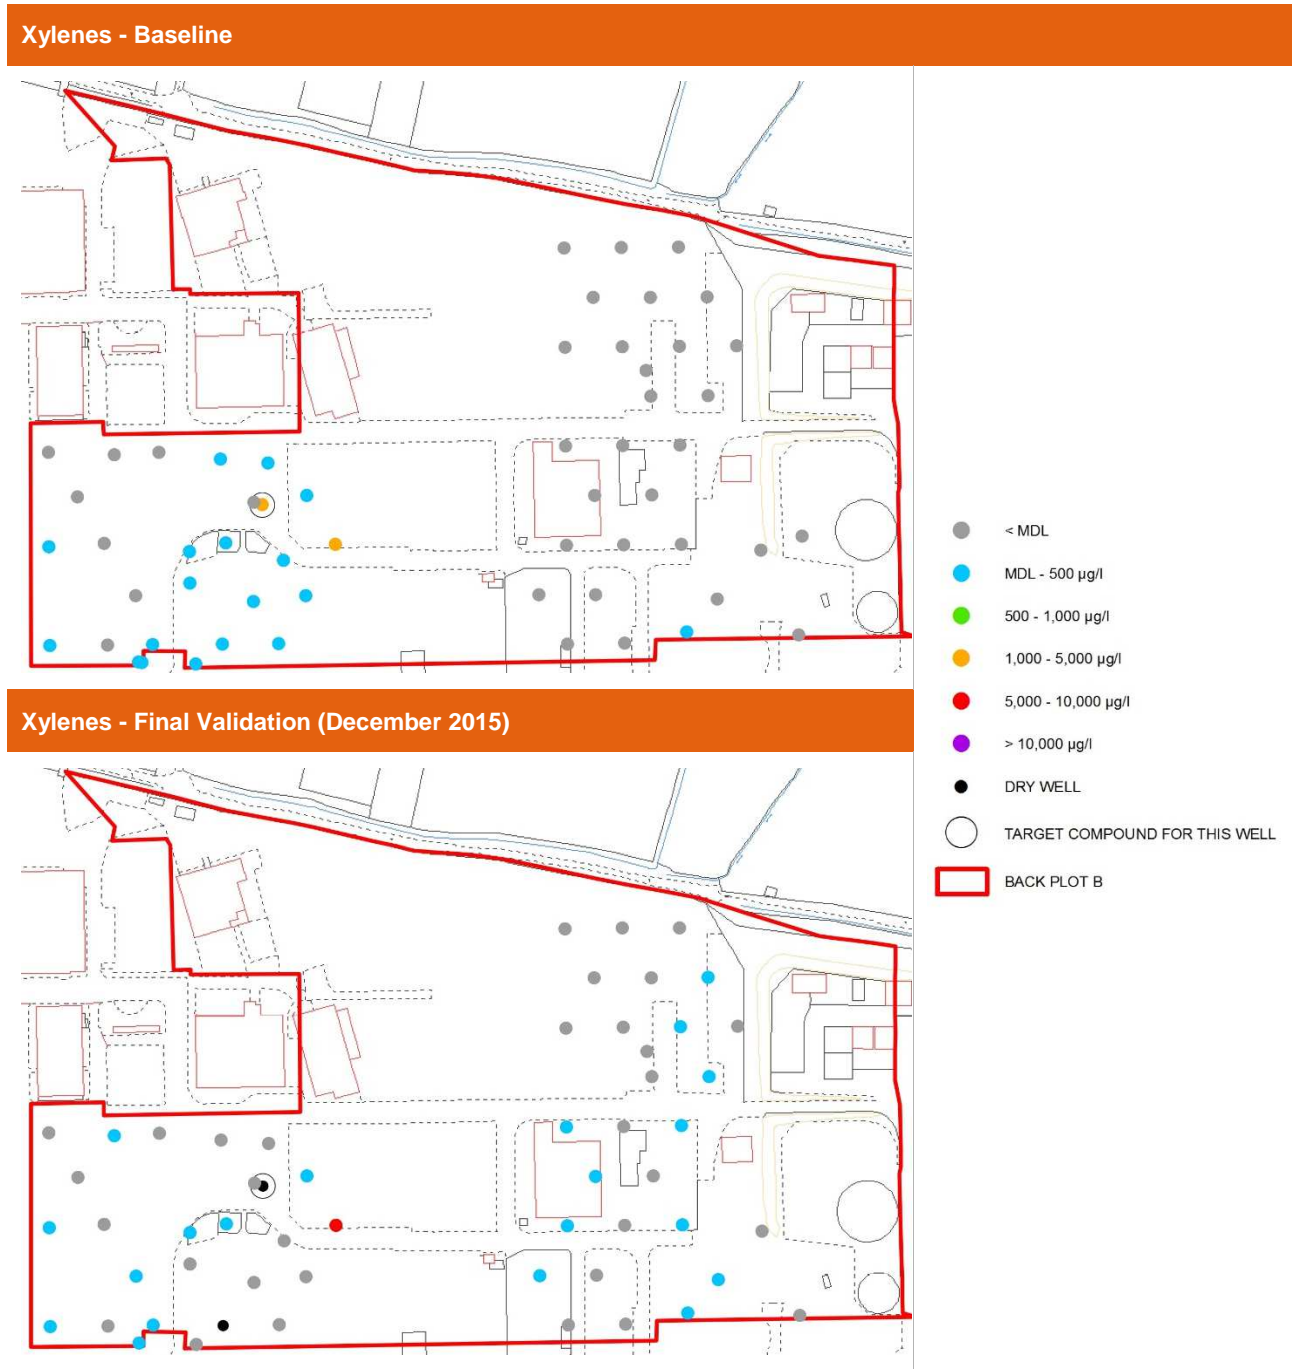 Xylenes - Baseline
< MDL
MDL - 500 µg/l
500 - 1,000 µg/l
1,000 - 5,000 µg/l
5,000 - 10,000 µg/l
> 10,000 µg/l
DRY WELL
TARGET COMPOUND FOR THIS WELL
BACK PLOT B
Xylenes - Final Validation (December 2015)